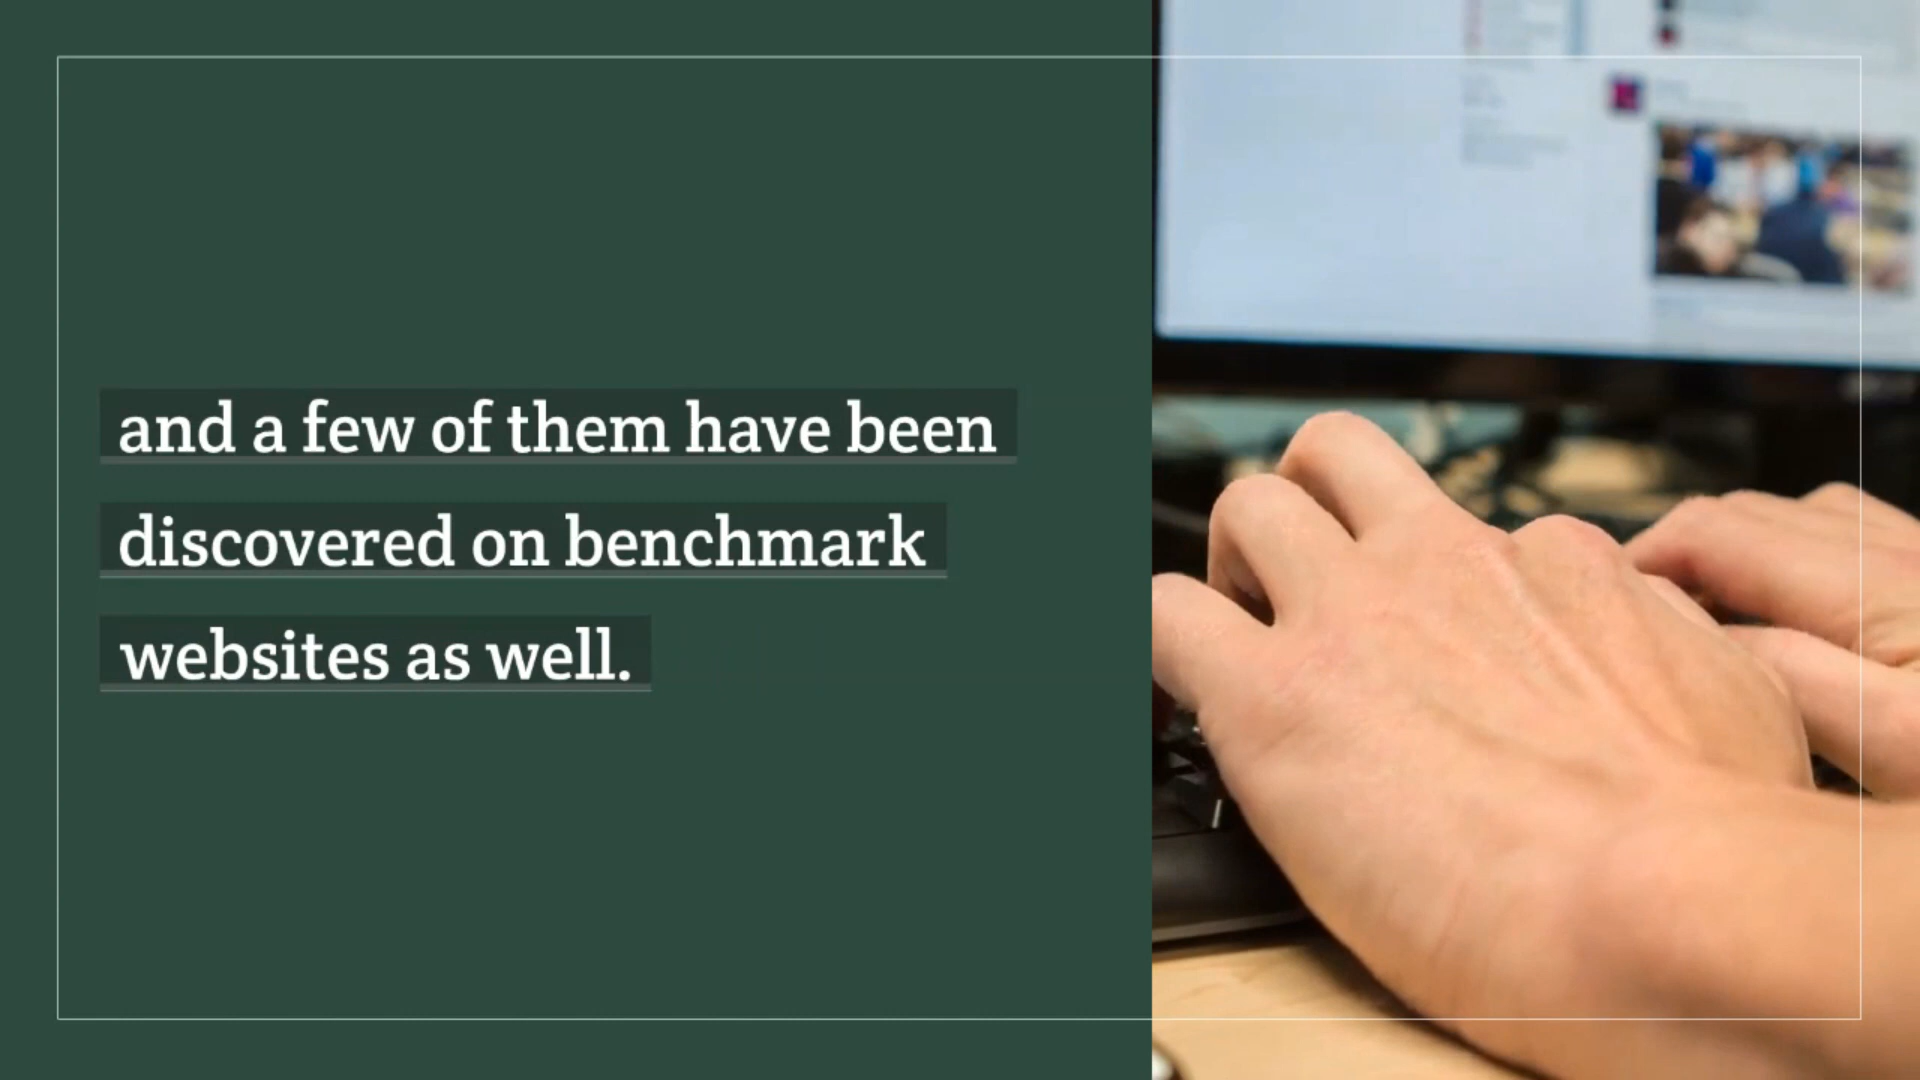 and a few of them have been
discovered on benchmark
websites as well.